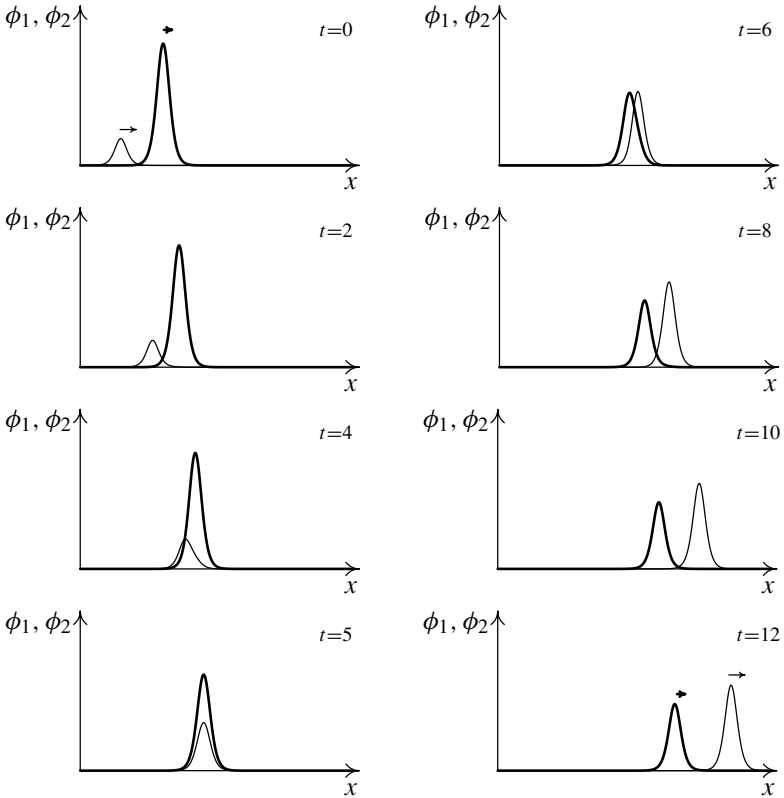 ϕ₁, ϕ₂
t=0
x
ϕ₁, ϕ₂
t=2
x
ϕ₁, ϕ₂
t=4
x
ϕ₁, ϕ₂
t=5
x
ϕ₁, ϕ₂
t=6
x
ϕ₁, ϕ₂
t=8
x
ϕ₁, ϕ₂
t=10
x
ϕ₁, ϕ₂
t=12
x